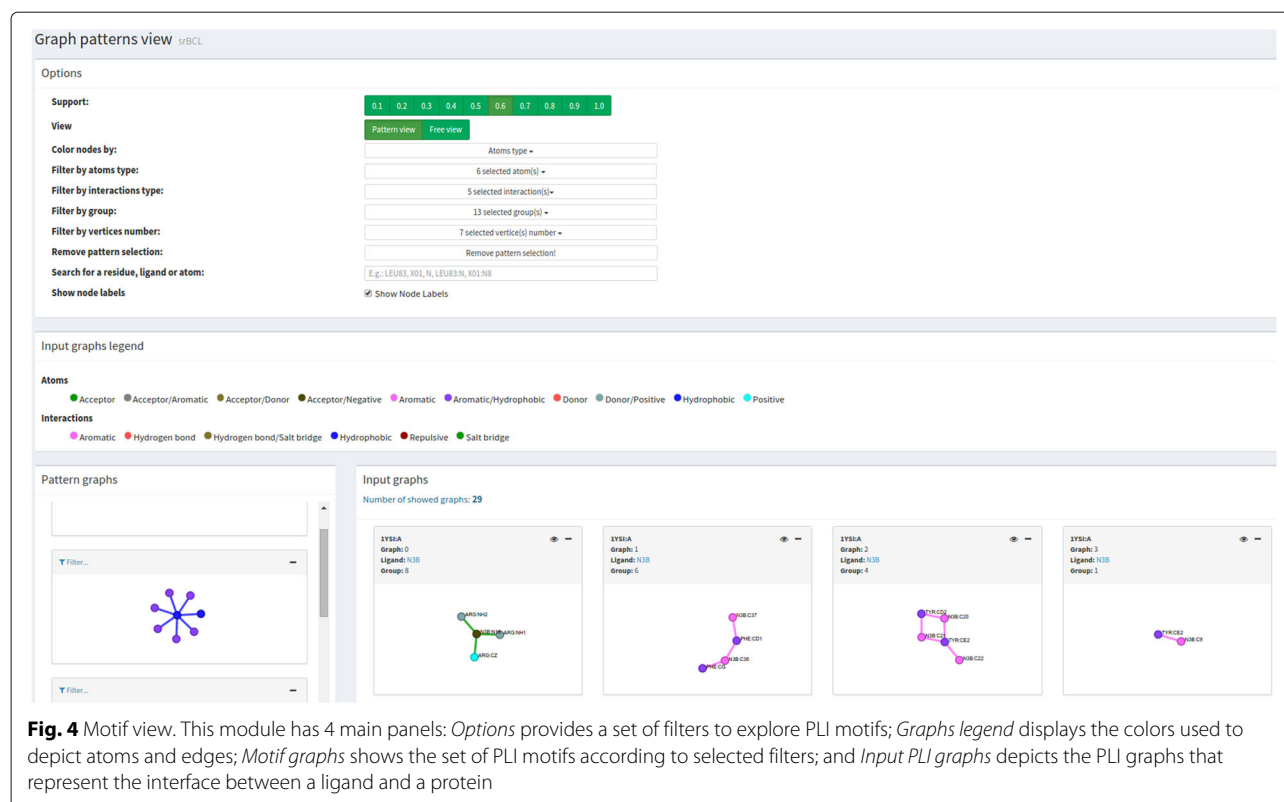 Graph patterns view srBCL
Options
Support: 0.1 0.2 0.3 0.4 0.5 0.6 0.7 0.8 0.9 1.0
View Pattern view Free view
Color nodes by: Atoms type
Filter by atoms type: 6 selected atom(s)
Filter by interactions type: 5 selected interaction(s)
Filter by group: 13 selected group(s)
Filter by vertices number: 7 selected vertice(s) number
Remove pattern selection: Remove pattern selection!
Search for a residue, ligand or atom: E.g.: LEU83, X01, N, LEU83:N, X01:N8
Show node labels Show Node Labels
Input graphs legend
Atoms
Acceptor Acceptor/Aromatic Acceptor/Donor Acceptor/Negative Aromatic Aromatic/Hydrophobic Donor Donor/Positive Hydrophobic Positive
Interactions
Aromatic Hydrogen bond Hydrogen bond/Salt bridge Hydrophobic Repulsive Salt bridge
Pattern graphs
Filter...
Filter...
Input graphs
Number of showed graphs: 29
1YSI:A
Graph: 0
Ligand: N3B
Group: 8
ARG:NH2
ARG:NH1
ARG:CZ
1YSI:A
Graph: 1
Ligand: N3B
Group: 6
N3B:C37
PHE:CD1
N3B:C36
PHE:CG
1YSI:A
Graph: 2
Ligand: N3B
Group: 4
TYR:CD2
N3B:C20
N3B:C21
TYR:CE2
N3B:C22
1YSI:A
Graph: 3
Ligand: N3B
Group: 1
TYR:CE2
N3B:C9
Fig. 4 Motif view. This module has 4 main panels: Options provides a set of filters to explore PLI motifs; Graphs legend displays the colors used to
depict atoms and edges; Motif graphs shows the set of PLI motifs according to selected filters; and Input PLI graphs depicts the PLI graphs that
represent the interface between a ligand and a protein